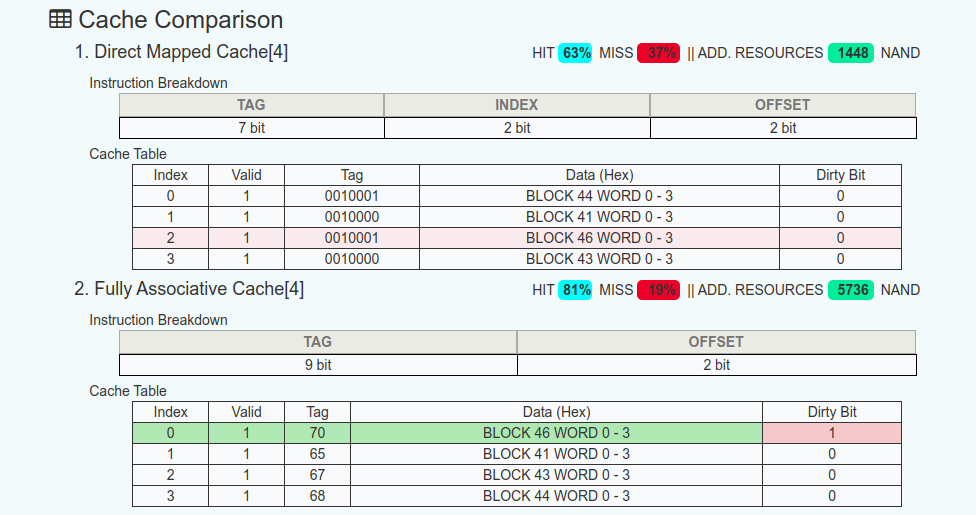 Cache Comparison
1. Direct Mapped Cache[4] HIT 63% MISS 37% || ADD. RESOURCES 1448 NAND
Instruction Breakdown
TAG INDEX OFFSET
7 bit 2 bit 2 bit
Cache Table
Index Valid Tag Data (Hex) Dirty Bit
0 1 0010001 BLOCK 44 WORD 0 - 3 0
1 1 0010000 BLOCK 41 WORD 0 - 3 0
2 1 0010001 BLOCK 46 WORD 0 - 3 0
3 1 0010000 BLOCK 43 WORD 0 - 3 0
2. Fully Associative Cache[4] HIT 81% MISS 19% || ADD. RESOURCES 5736 NAND
Instruction Breakdown
TAG OFFSET
9 bit 2 bit
Cache Table
Index Valid Tag Data (Hex) Dirty Bit
0 1 70 BLOCK 46 WORD 0 - 3 1
1 1 65 BLOCK 41 WORD 0 - 3 0
2 1 67 BLOCK 43 WORD 0 - 3 0
3 1 68 BLOCK 44 WORD 0 - 3 0